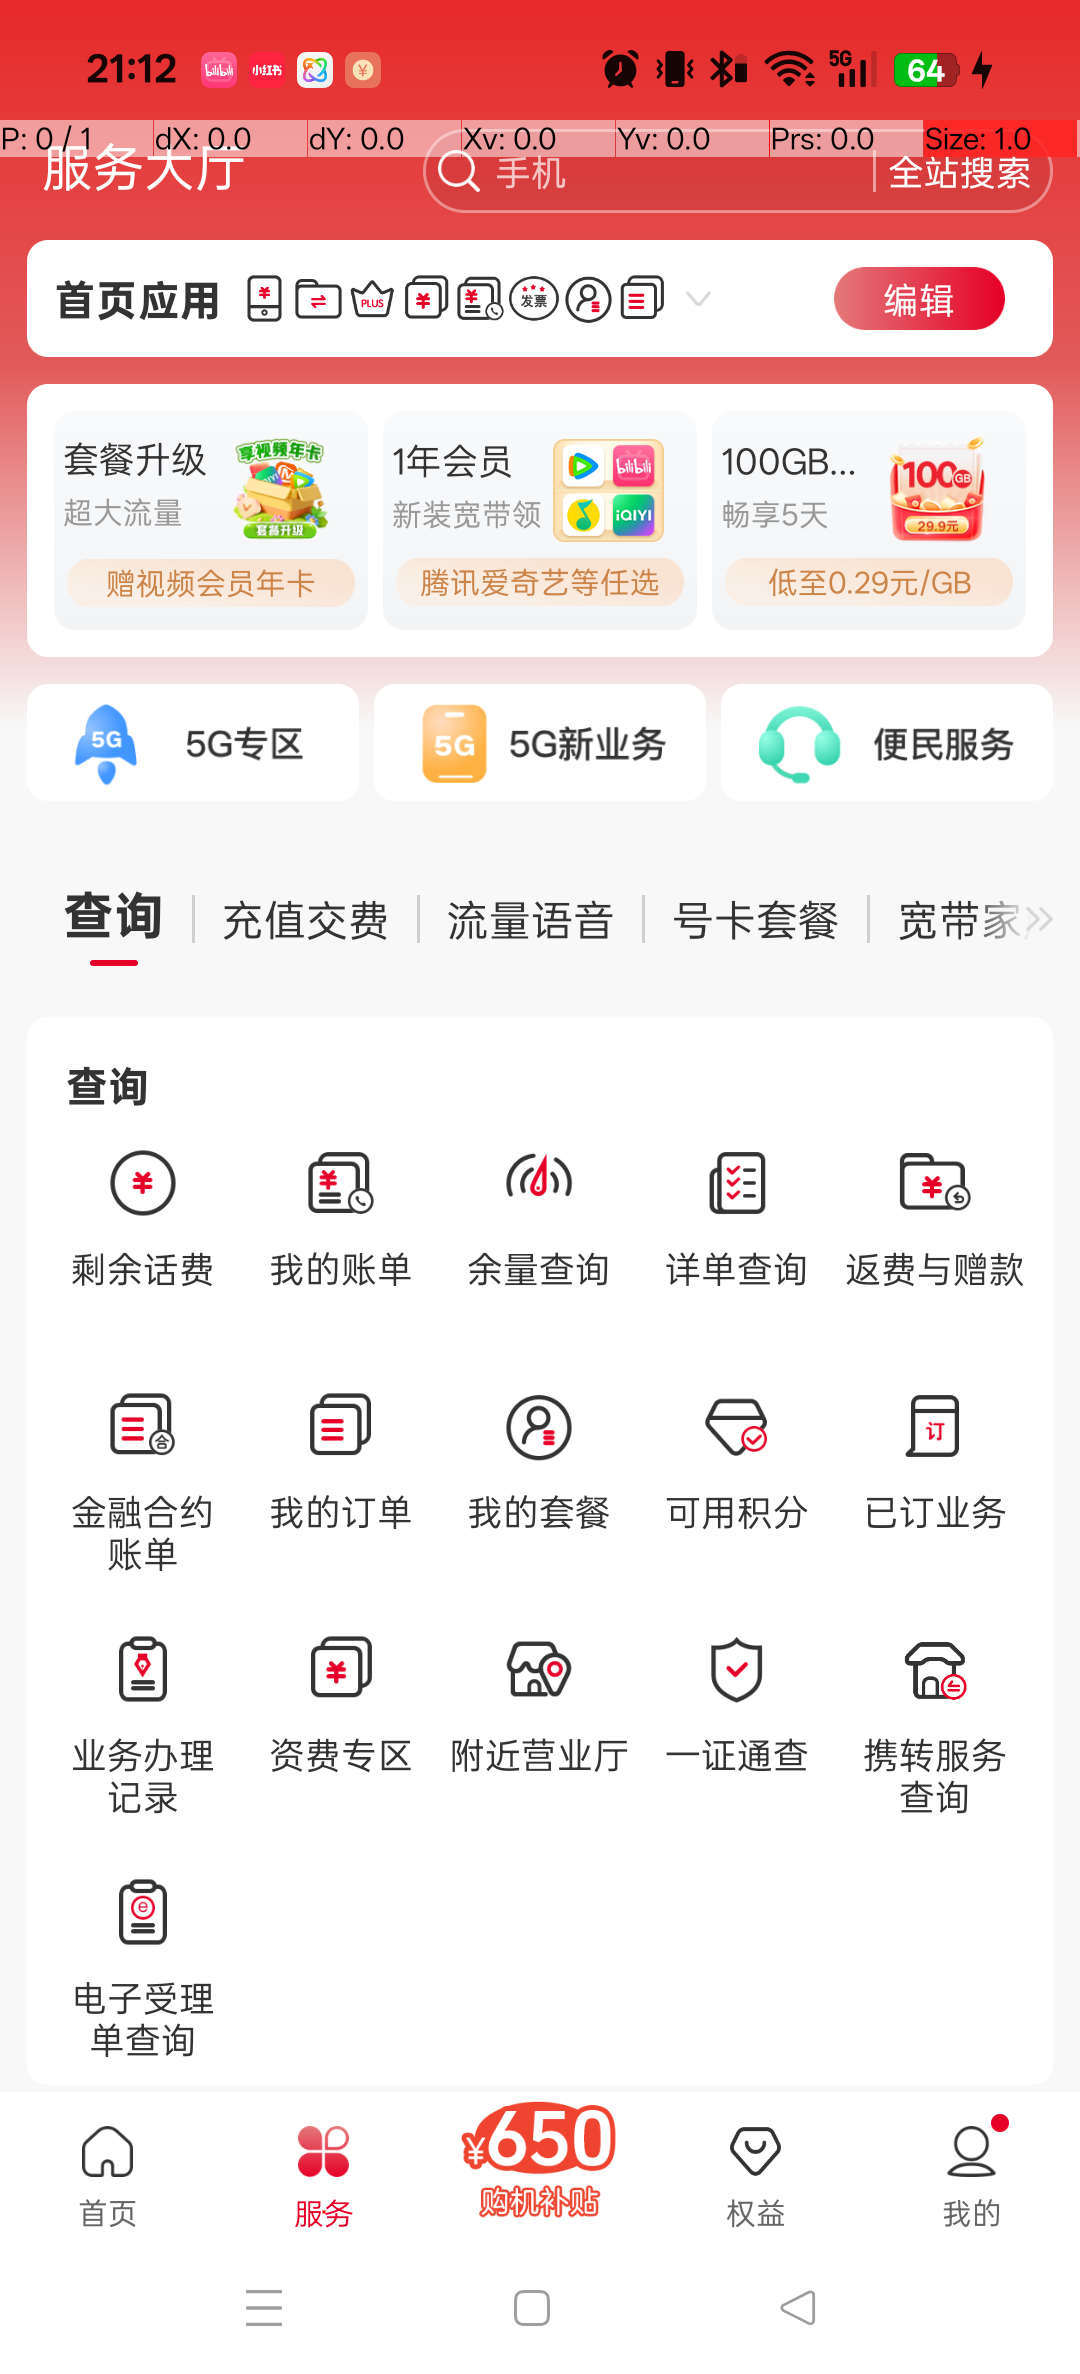 21:12
bilibili
小红书
5G
64
P: 0 / 1
dX: 0.0
dY: 0.0
Xv: 0.0
Yv: 0.0
Prs: 0.0
Size: 1.0
服务大厅
手机
全站搜索
首页应用
PLUS
发票
编辑
套餐升级
超大流量
享视频年卡
套餐升级
赠视频会员年卡
1年会员
新装宽带领
bilibili
iQIYI
腾讯爱奇艺等任选
100GB...
畅享5天
100GB
29.9元
低至0.29元/GB
5G
5G专区
5G
5G新业务
便民服务
查询
充值交费
流量语音
号卡套餐
宽带家
查询
剩余话费
我的账单
余量查询
详单查询
返费与赠款
合
订
金融合约
账单
我的订单
我的套餐
可用积分
已订业务
业务办理
记录
资费专区
附近营业厅
一证通查
携转服务
查询
e
电子受理
单查询
¥650
购机补贴
首页
服务
权益
我的